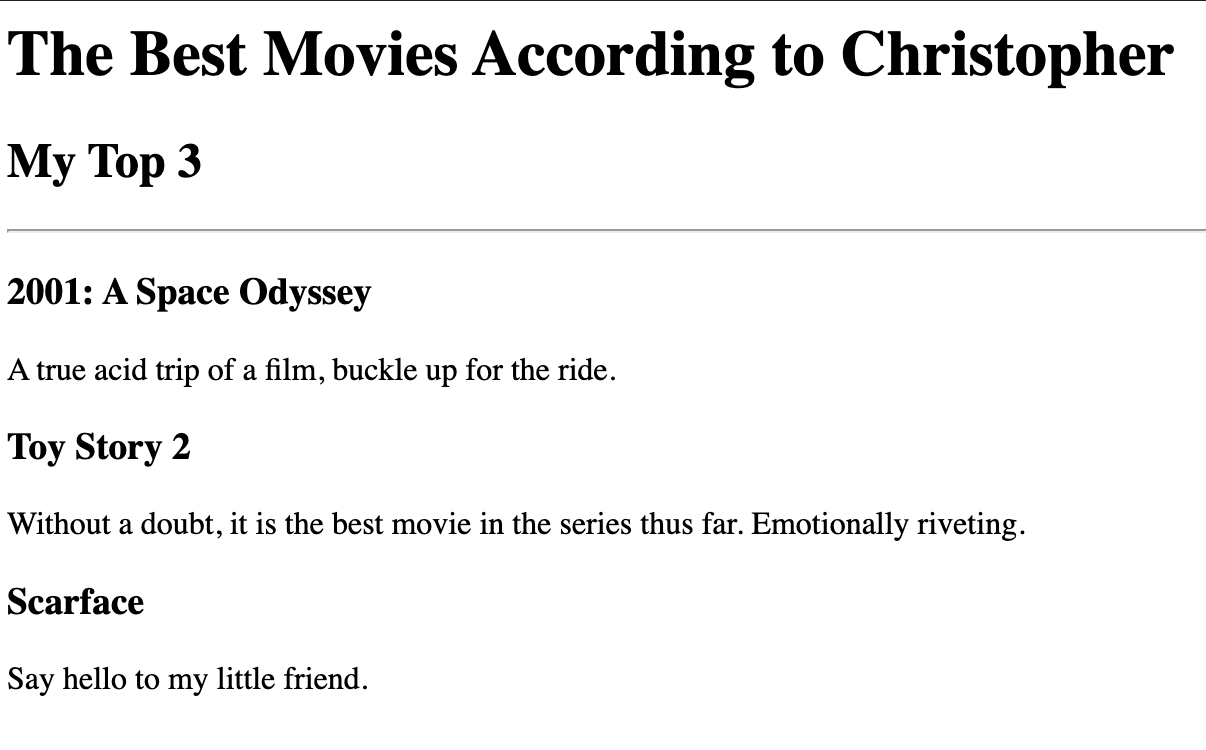 The Best Movies According to Christopher
My Top 3
2001: A Space Odyssey
A true acid trip of a film, buckle up for the ride.
Toy Story 2
Without a doubt, it is the best movie in the series thus far. Emotionally riveting.
Scarface
Say hello to my little friend.